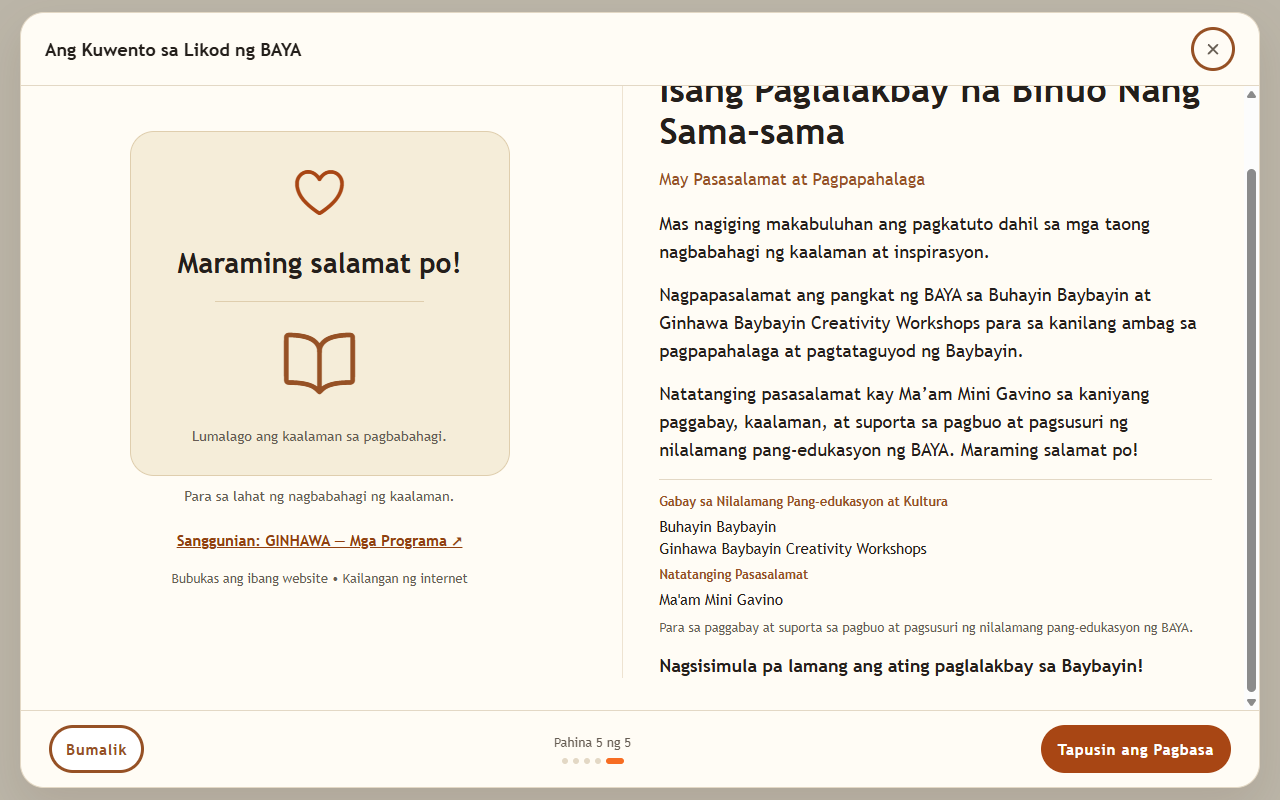 Ang Kuwento sa Likod ng BAYA
Maraming salamat po!
Lumalago ang kaalaman sa pagbabahagi.
Para sa lahat ng nagbabahagi ng kaalaman.
Sanggunian: GINHAWA — Mga Programa ↗
Bubukas ang ibang website • Kailangan ng internet
Isang Paglalakbay na Binuo Nang
Sama-sama
May Pasasalamat at Pagpapahalaga
Mas nagiging makabuluhan ang pagkatuto dahil sa mga taong
nagbabahagi ng kaalaman at inspirasyon.
Nagpapasalamat ang pangkat ng BAYA sa Buhayin Baybayin at
Ginhawa Baybayin Creativity Workshops para sa kanilang ambag sa
pagpapahalaga at pagtataguyod ng Baybayin.
Natatanging pasasalamat kay Ma’am Mini Gavino sa kaniyang
paggabay, kaalaman, at suporta sa pagbuo at pagsusuri ng
nilalamang pang-edukasyon ng BAYA. Maraming salamat po!
Gabay sa Nilalamang Pang-edukasyon at Kultura
Buhayin Baybayin
Ginhawa Baybayin Creativity Workshops
Natatanging Pasasalamat
Ma'am Mini Gavino
Para sa paggabay at suporta sa pagbuo at pagsusuri ng nilalamang pang-edukasyon ng BAYA.
Nagsisimula pa lamang ang ating paglalakbay sa Baybayin!
Bumalik
Pahina 5 ng 5
Tapusin ang Pagbasa